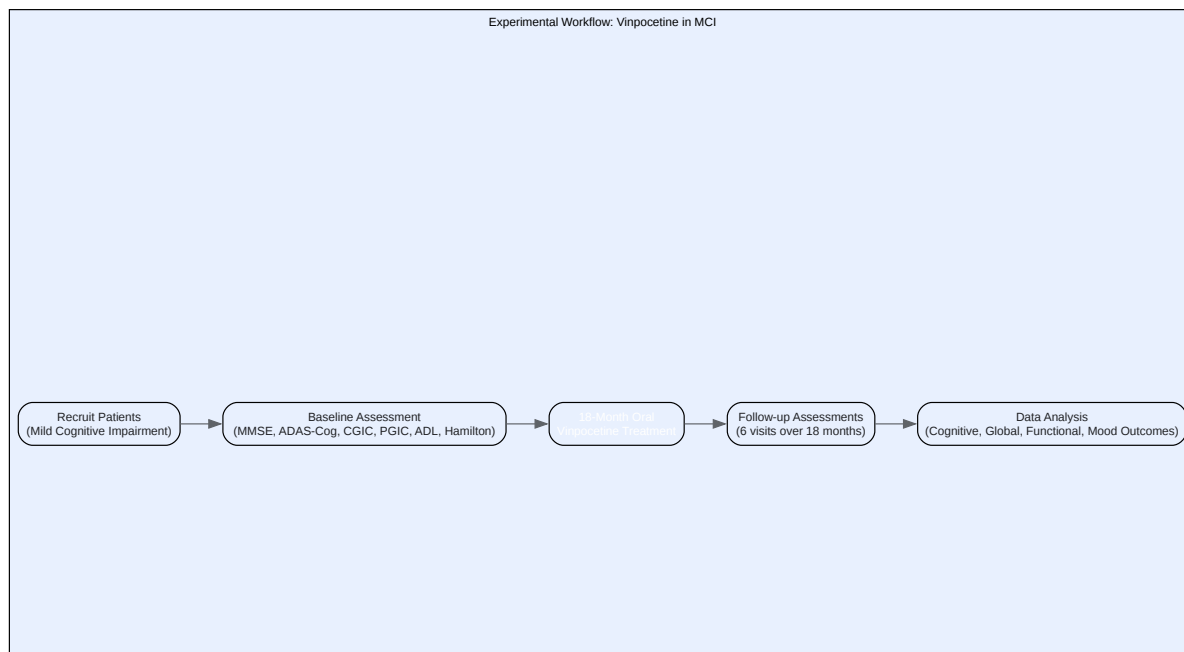 Experimental Workflow: Vinpocetine in MCI
Recruit Patients
(Mild Cognitive Impairment)
Baseline Assessment
(MMSE, ADAS-Cog, CGIC, PGIC, ADL, Hamilton)
18-Month Oral
Vinpocetine Treatment
Follow-up Assessments
(6 visits over 18 months)
Data Analysis
(Cognitive, Global, Functional, Mood Outcomes)